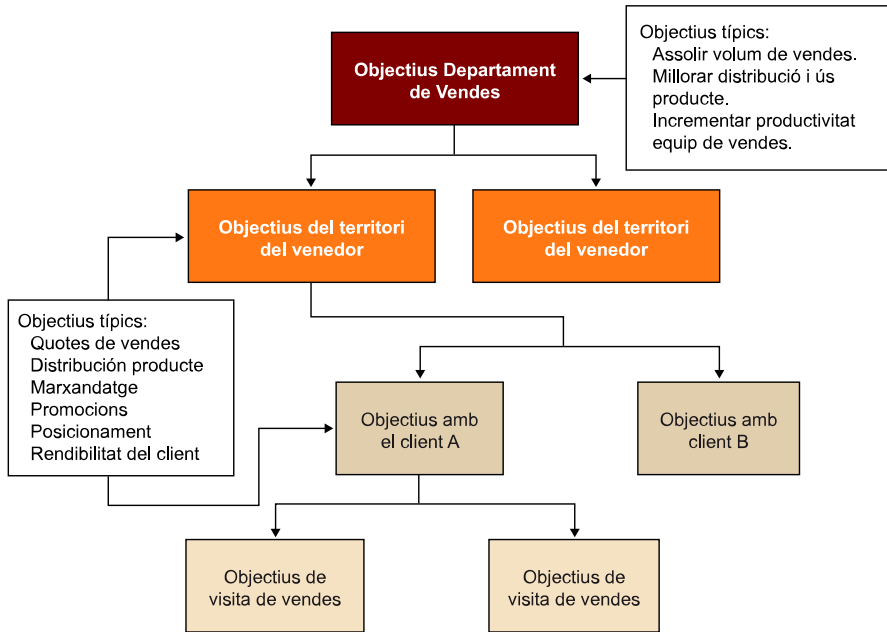 Objectius Departament
de Vendes
Objectius típics:
Assolir volum de vendes.
Millorar distribució i ús
producte.
Incrementar productivitat
equip de vendes.
Objectius del territori
del venedor
Objectius del territori
del venedor
Objectius típics:
Quotes de vendes
Distribución producte
Marxandatge
Promocions
Posicionament
Rendibilitat del client
Objectius amb
el client A
Objectius amb
client B
Objectius de
visita de vendes
Objectius de
visita de vendes